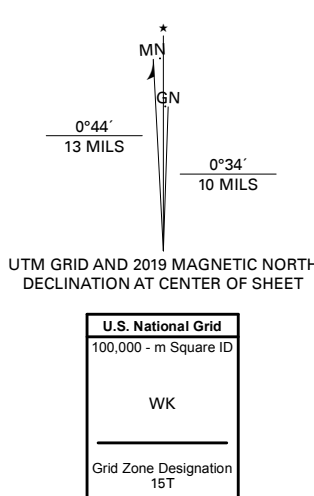 ★
MN
GN
0°44´
13 MILS
0°34´
10 MILS
UTM GRID AND 2019 MAGNETIC NORTH
DECLINATION AT CENTER OF SHEET
U.S. National Grid
100,000 - m Square ID
WK
Grid Zone Designation
15T